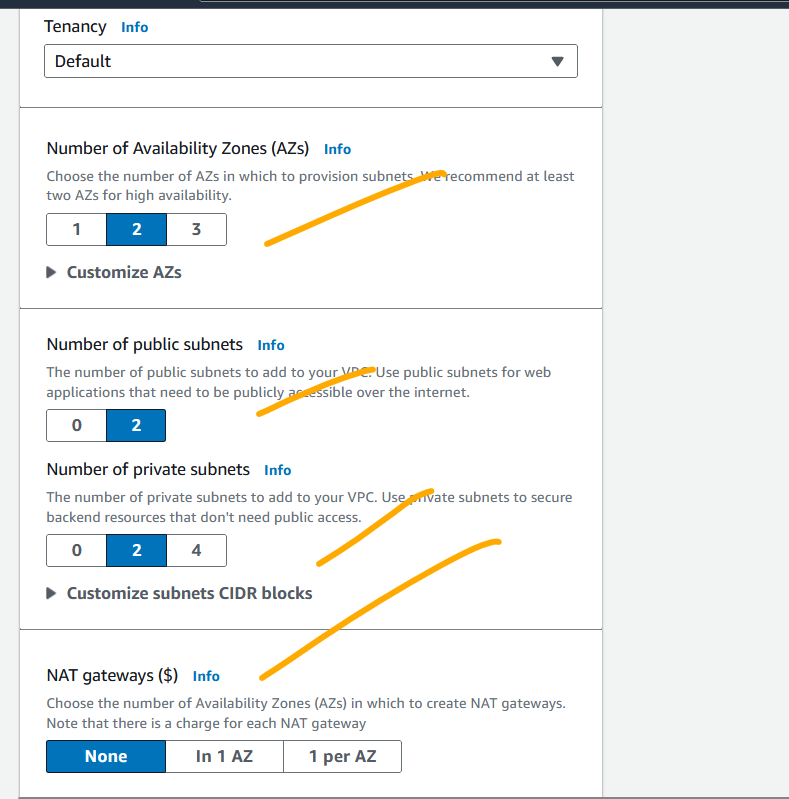 Tenancy Info
Default
Number of Availability Zones (AZs) Info
Choose the number of AZs in which to provision subnets. We recommend at least
two AZs for high availability.
1 2 3
Customize AZs
Number of public subnets Info
The number of public subnets to add to your VPC. Use public subnets for web
applications that need to be publicly accessible over the internet.
0 2
Number of private subnets Info
The number of private subnets to add to your VPC. Use private subnets to secure
backend resources that don't need public access.
0 2 4
Customize subnets CIDR blocks
NAT gateways ($) Info
Choose the number of Availability Zones (AZs) in which to create NAT gateways.
Note that there is a charge for each NAT gateway
None In 1 AZ 1 per AZ